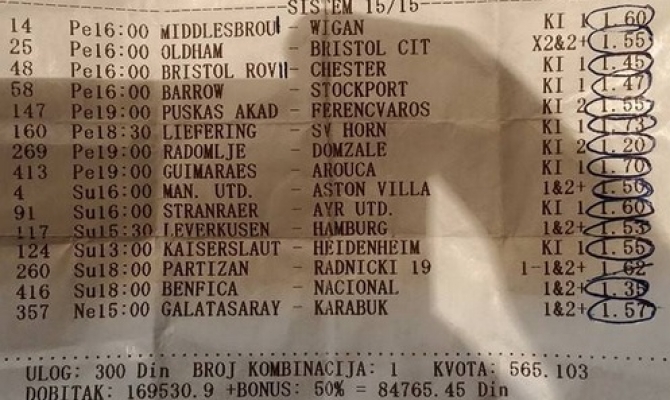 SISTEM 15/15
14 Pe16:00 MIDDLESBROU - WIGAN KI 1 1.60
25 Pe16:00 OLDHAM - BRISTOL CIT X2&2+ 1.55
48 Pe16:00 BRISTOL ROV - CHESTER KI 1 1.45
58 Pe16:00 BARROW - STOCKPORT KI 1 1.47
147 Pe19:00 PUSKAS AKAD - FERENCVAROS KI 2 1.55
160 Pe18:30 LIEFERING - SV HORN KI 1 1.73
269 Pe19:00 RADOMLJE - DOMZALE KI 2 1.20
413 Pe19:00 GUIMARAES - AROUCA KI 1 1.70
4 Su16:00 MAN. UTD. - ASTON VILLA 1&2+ 1.50
91 Su16:00 STRANRAER - AYR UTD. KI 1.60
117 Su15:30 LEVERKUSEN - HAMBURG 1&2+ 1.53
124 Su13:00 KAISERSLAUT - HEIDENHEIM KI 1 1.55
260 Su18:00 PARTIZAN - RADNICKI 19 1-1&2+ 1.62
416 Su18:00 BENFICA - NACIONAL 1&2+ 1.35
357 Ne15:00 GALATASARAY - KARABUK 1&2+ 1.57
ULOG: 300 Din BROJ KOMBINACIJA: 1 KVOTA: 565.103
DOBITAK: 169530.9 +BONUS: 50% = 84765.45 Din